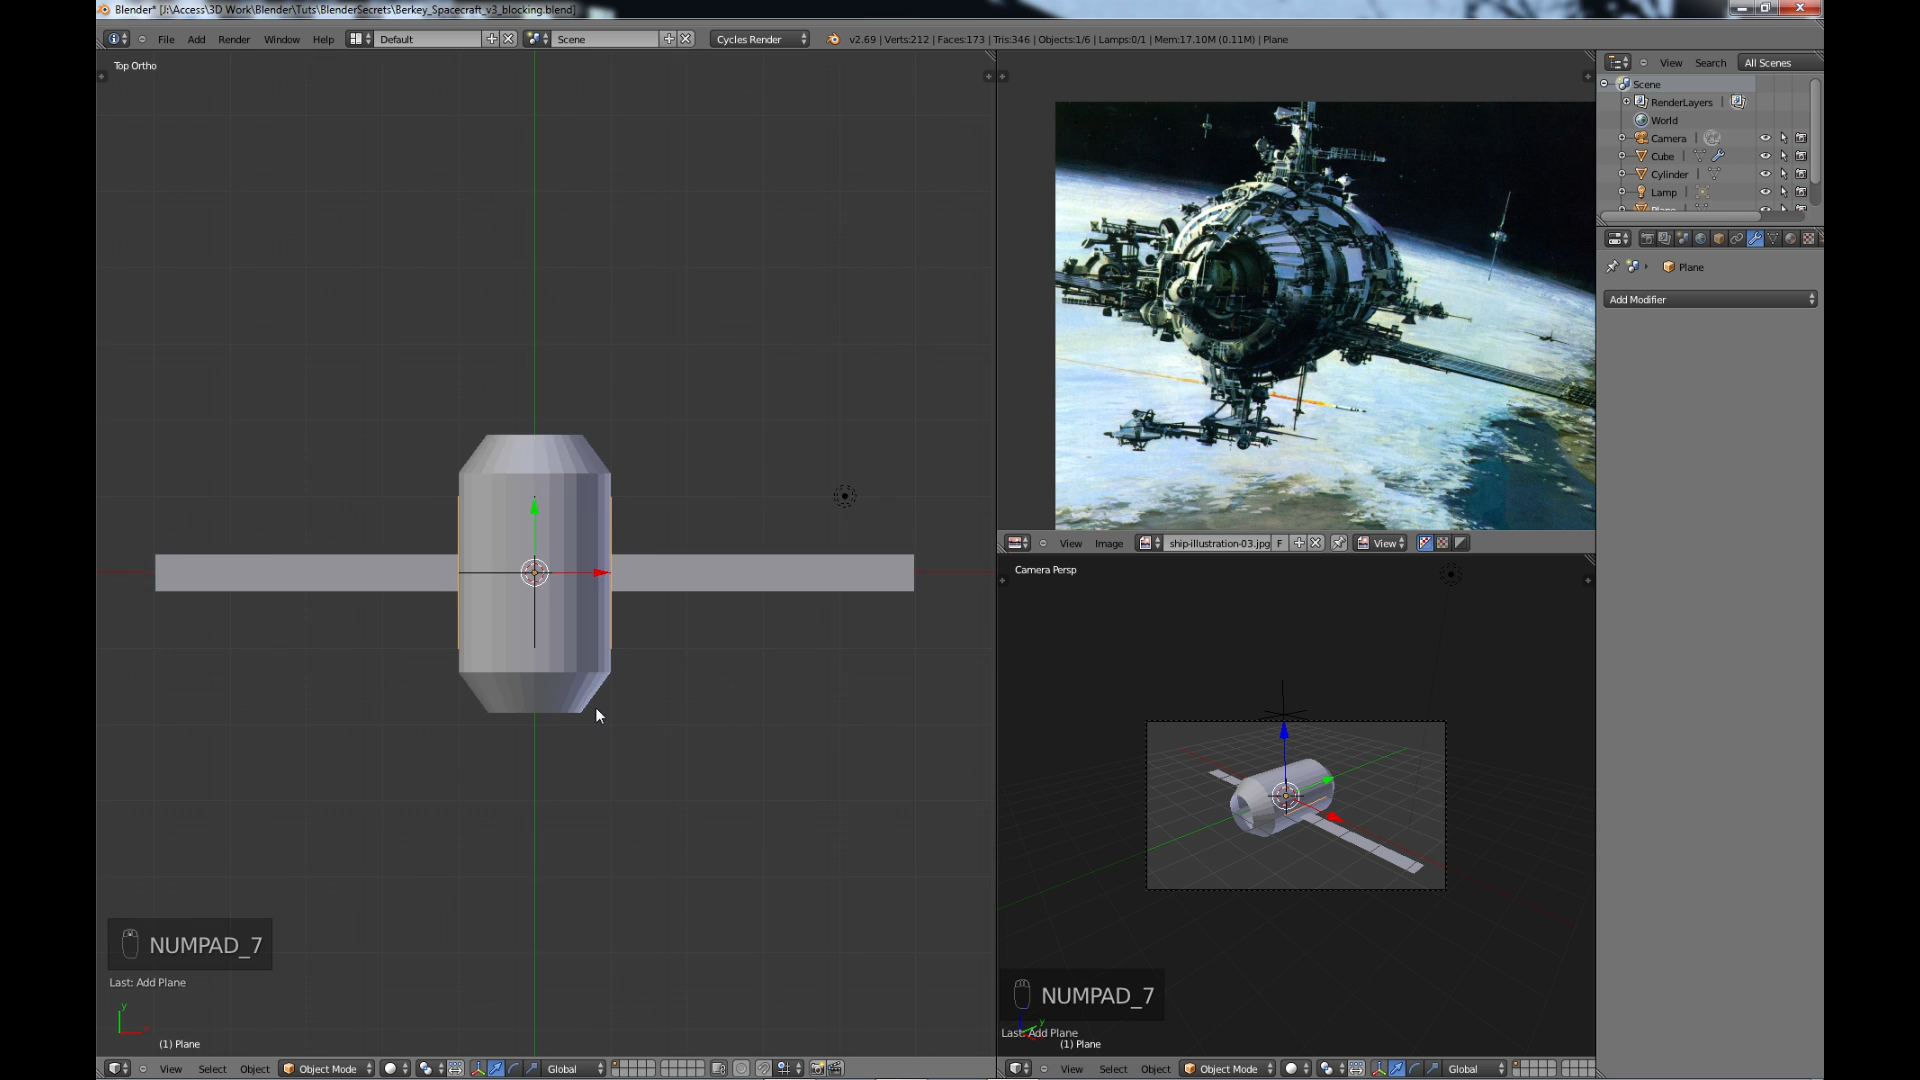 Blender* [J:\Access\3D Work\Blender\Tuts\BlenderSecrets\Berkey_Spacecraft_v3_blocking.blend]
File Add Render Window Help Default Scene Cycles Render v2.69 | Verts:212 | Faces:173 | Tris:346 | Objects:1/6 | Lamps:0/1 | Mem:17.10M (0.11M) | Plane
Top Ortho
View Search All Scenes
Scene
RenderLayers
World
Camera
Cube
Cylinder
Lamp
Plane
Plane
Add Modifier
View Image ship-illustration-03.jpg F View
Camera Persp
NUMPAD_7
Last: Add Plane
y
x
(1) Plane
NUMPAD_7
y
Last: Add Plane
(1) Plane
View Select Object Object Mode Global
View Select Object Object Mode Global